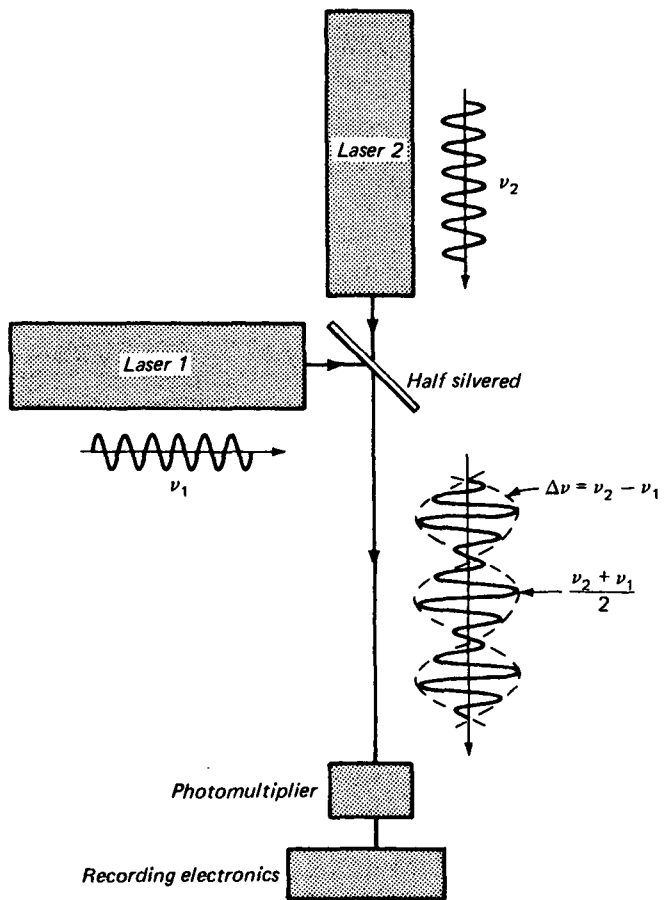 Laser 2
ν₂
Laser 1
Half silvered
ν₁
Δν = ν₂ − ν₁
ν₂ + ν₁
2
Photomultiplier
Recording electronics